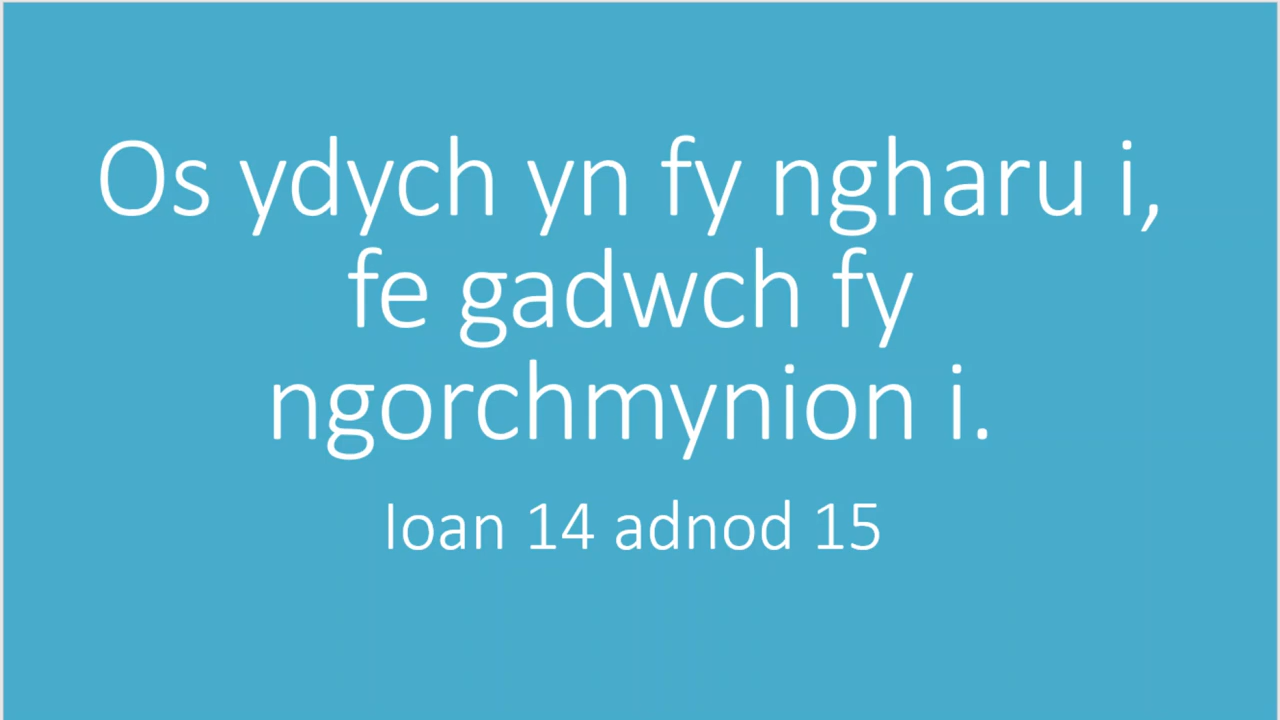 Os ydych yn fy ngharu i,
fe gadwch fy
ngorchmynion i.
Ioan 14 adnod 15